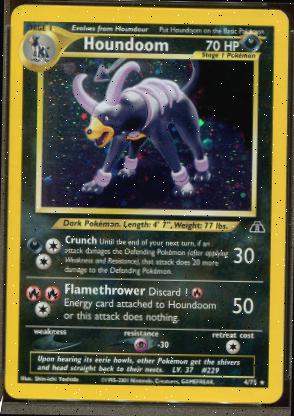 STAGE 1 Evolves from Houndour Put Houndoom on the Basic Pokémon
Houndoom 70 HP
Stage 1 Pokémon
Dark Pokémon. Length: 4' 7", Weight: 77 lbs.
Crunch Until the end of your next turn, if an
attack damages the Defending Pokémon (after applying
Weakness and Resistance), that attack does 20 more
damage to the Defending Pokémon.
30
Flamethrower Discard 1
Energy card attached to Houndoom
or this attack does nothing.
50
weakness resistance retreat cost
-30
Upon hearing its eerie howls, other Pokémon get the shivers
and head straight back to their nests. LV. 37 #229
Illus. Shin-ichi Yoshida ©1995-2001 Nintendo, Creatures, GAMEFREAK. 4/75 ★